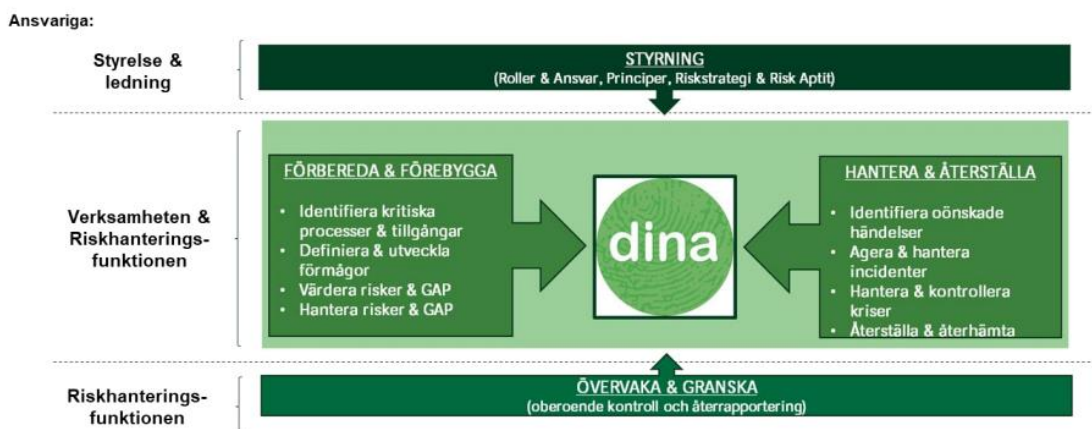 Ansvariga:
Styrelse &
ledning
STYRNING
(Roller & Ansvar, Principer, Riskstrategi & Risk Aptit)
Verksamheten &
Riskhanterings-
funktionen
FÖRBEREDA & FÖREBYGGA
• Identifiera kritiska
processer & tillgångar
• Definiera & utveckla
förmågor
• Värdera risker & GAP
• Hantera risker & GAP
dina
HANTERA & ÅTERSTÄLLA
• Identifiera oönskade
händelser
• Agera & hantera
incidenter
• Hantera & kontrollera
kriser
• Återställa & återhämta
Riskhanterings-
funktionen
ÖVERVAKA & GRANSKA
(oberoende kontroll och återrapportering)